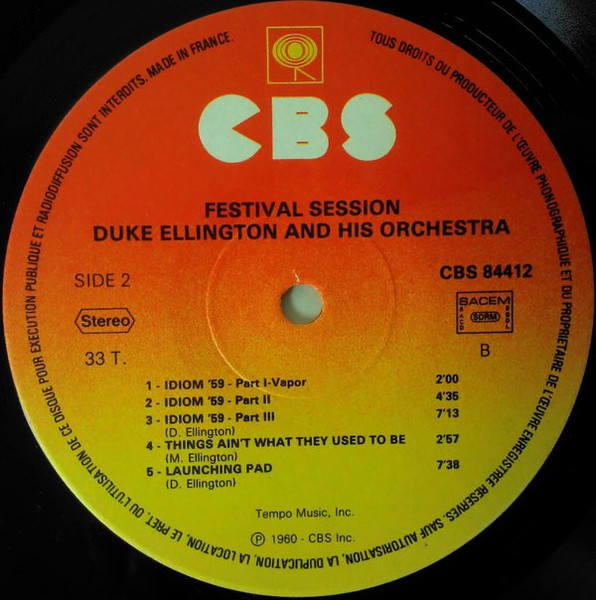 TOUS DROITS DU PRODUCTEUR DE L'ŒUVRE PHONOGRAPHIQUE ET DU PROPRIETAIRE DE L'ŒUVRE ENREGISTREE RESERVES. SAUF AUTORISATION, LA DUPLICATION, LA LOCATION, LE PRET, OU L'UTILISATION DE CE DISQUE POUR EXECUTION PUBLIQUE ET RADIODIFFUSION SONT INTERDITS. MADE IN FRANCE.
CBS
FESTIVAL SESSION
DUKE ELLINGTON AND HIS ORCHESTRA
SIDE 2
CBS 84412
Stereo
SACEM
SACD SDRM SGDL
33 T.
B
1 - IDIOM '59 - Part I-Vapor 2'00
2 - IDIOM '59 - Part II 4'35
3 - IDIOM '59 - Part III 7'13
(D. Ellington)
4 - THINGS AIN'T WHAT THEY USED TO BE 2'57
(M. Ellington)
5 - LAUNCHING PAD 7'38
(D. Ellington)
Tempo Music, Inc.
Ⓟ 1960 - CBS Inc.